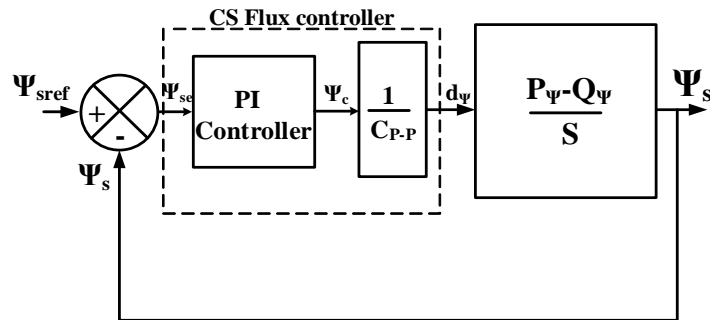 CS Flux controller
Ψsref
+
-
Ψs
Ψse
PI
Controller
Ψc
1
CP-P
dΨ
PΨ-QΨ
S
Ψs